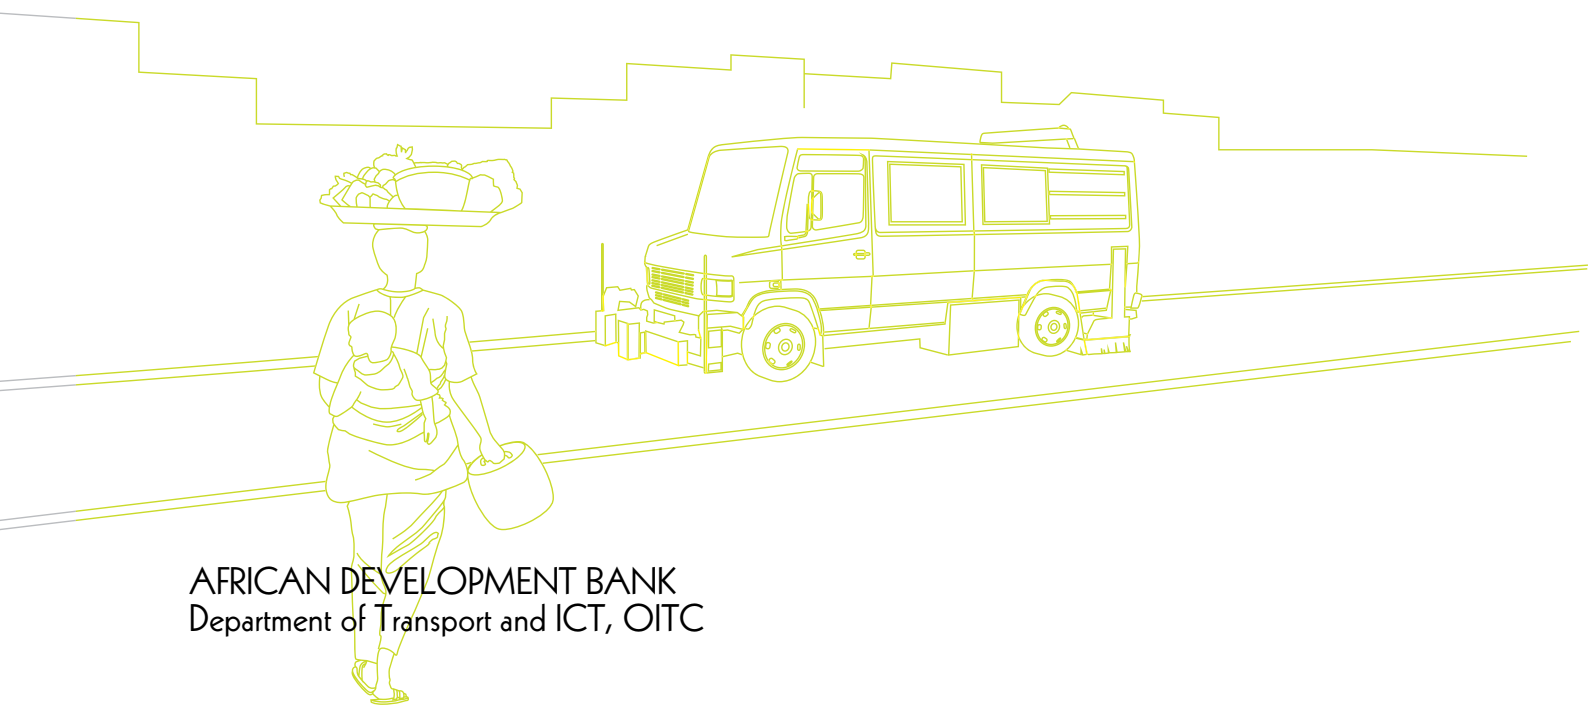 AFRICAN DEVELOPMENT BANK
Department of Transport and ICT, OITC